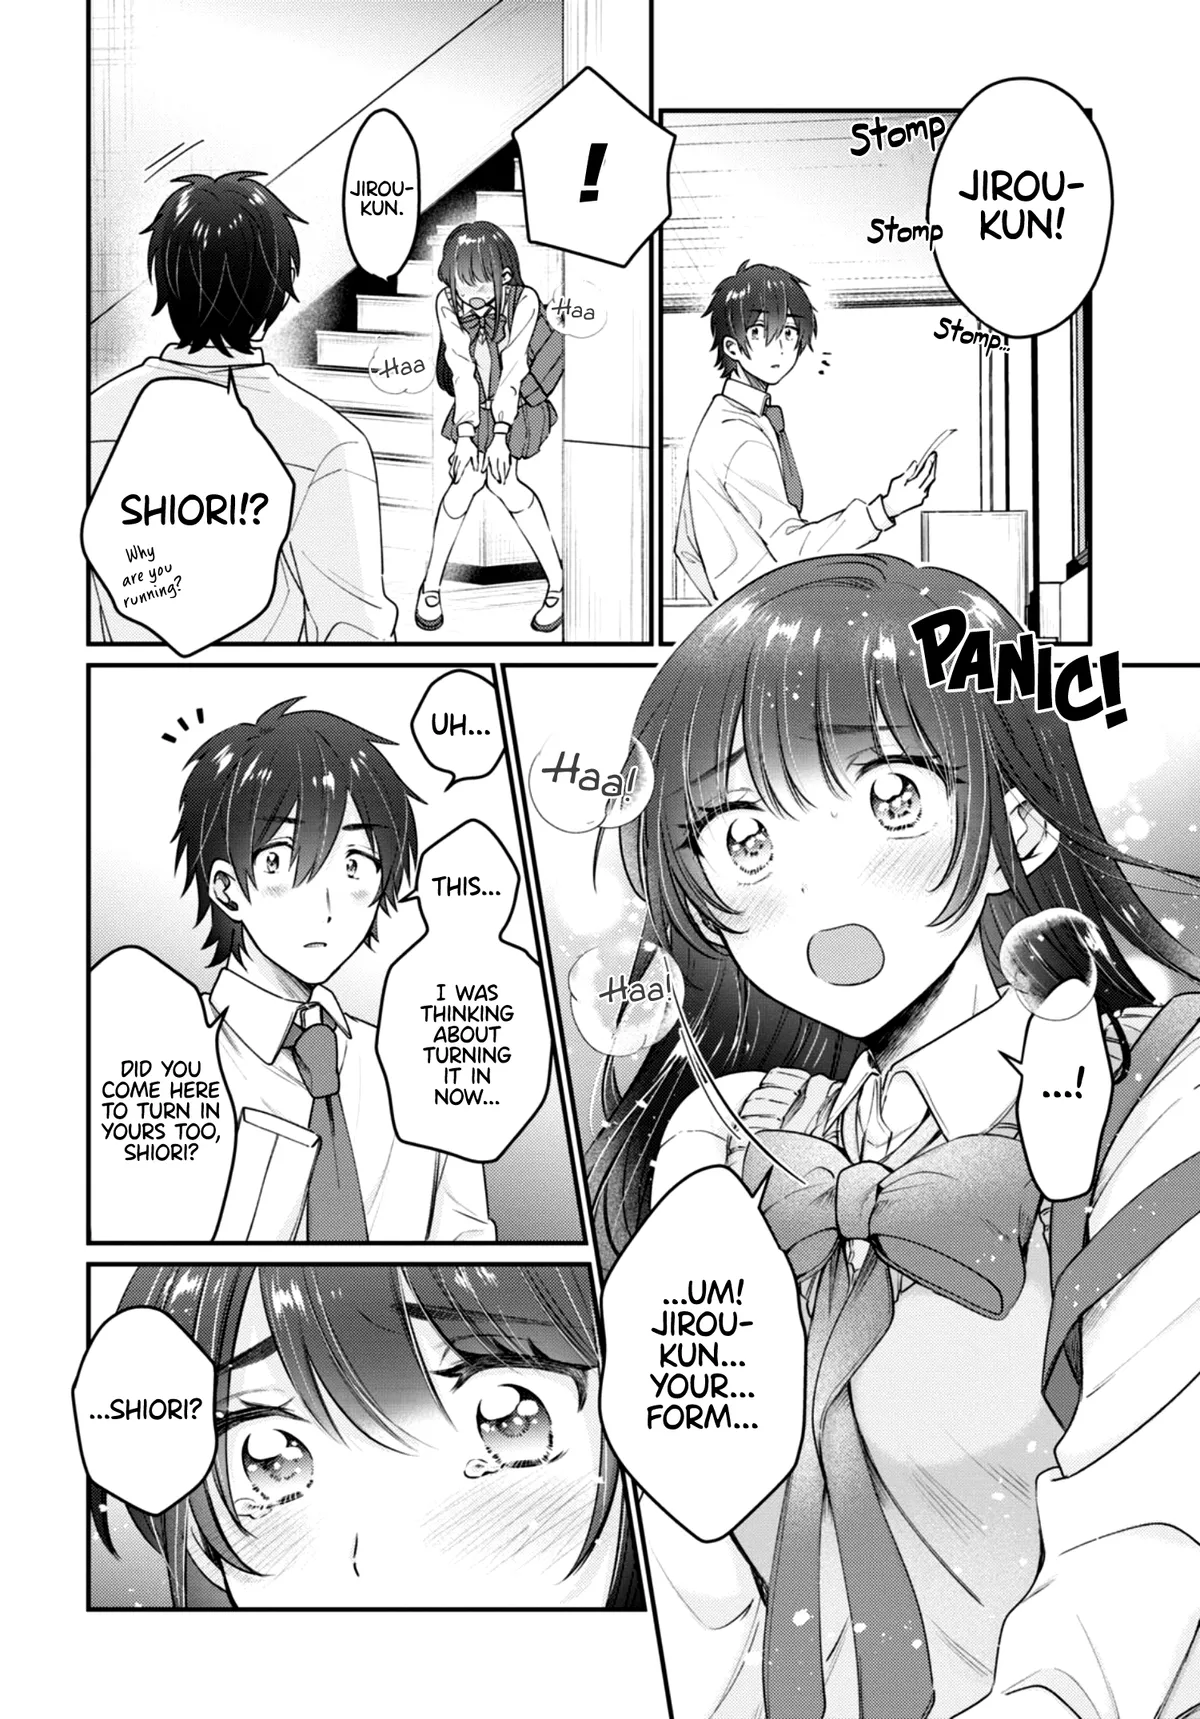 Stomp
JIROU-
KUN!
Stomp
Stomp...
!
JIROU-
KUN.
Haa
Haa
SHIORI!?
Why
are you
running?
PANIC!
Haa!
Haa!
...!
...UM!
JIROU-
KUN...
YOUR...
FORM...
UH...
THIS...
I WAS
THINKING
ABOUT
TURNING
IT IN
NOW...
DID YOU
COME HERE
TO TURN IN
YOURS TOO,
SHIORI?
...SHIORI?